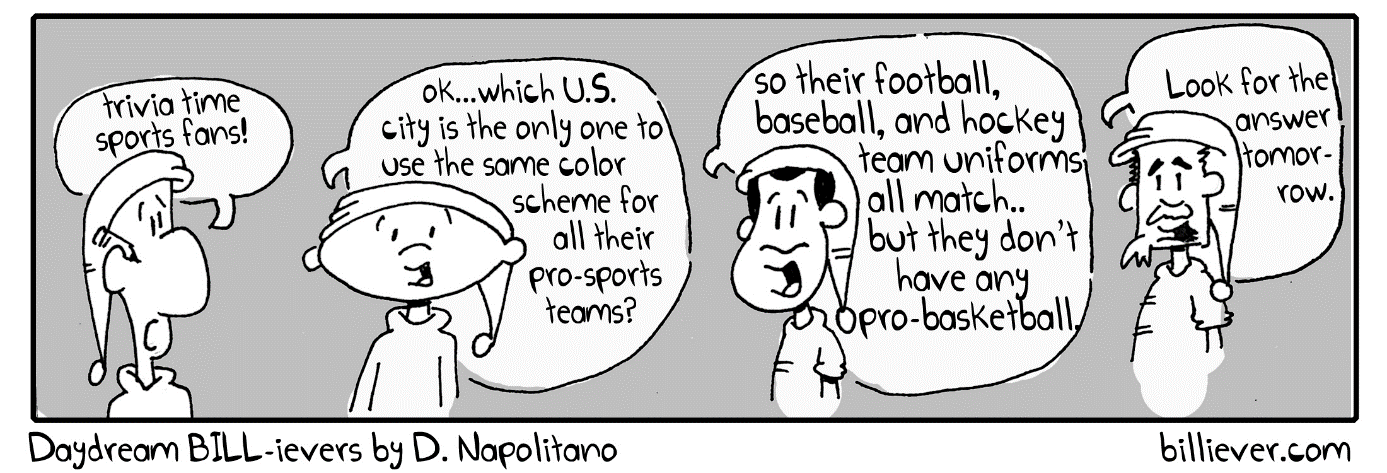 trivia time
sports fans!
ok...which U.S.
city is the only one to
use the same color
scheme for
all their
pro-sports
teams?
so their football,
baseball, and hockey
team uniforms
all match..
but they don't
have any
pro-basketball.
Look for the
answer
tomor-
row.
Daydream BILL-ievers by D. Napolitano
billiever.com